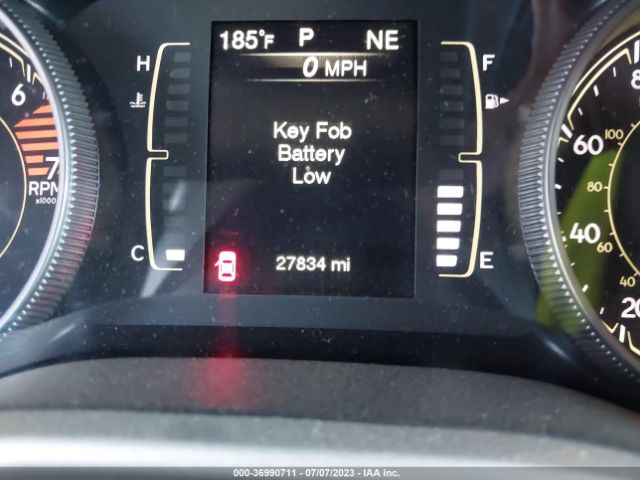 185°F P NE
0 MPH
H
F
Key Fob
Battery
Low
C
27834 mi
E
6
7
RPM
x1000
80
100
60
80
40
60
40
20
000-36990711 - 07/07/2023 - IAA Inc.